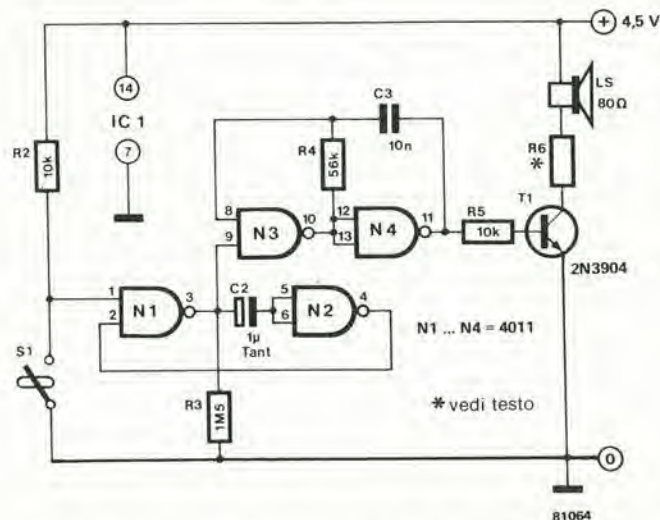 + 4,5 V
14
IC 1
7
R2
10k
C3
10n
R4
56k
LS
80Ω
R6
*
T1
2N3904
8
9
N3
10
12
13
N4
11
R5
10k
1
2
N1
3
C2
1µ
Tant
5
6
N2
4
N1 ... N4 = 4011
S1
R3
1M5
* vedi testo
0
81064